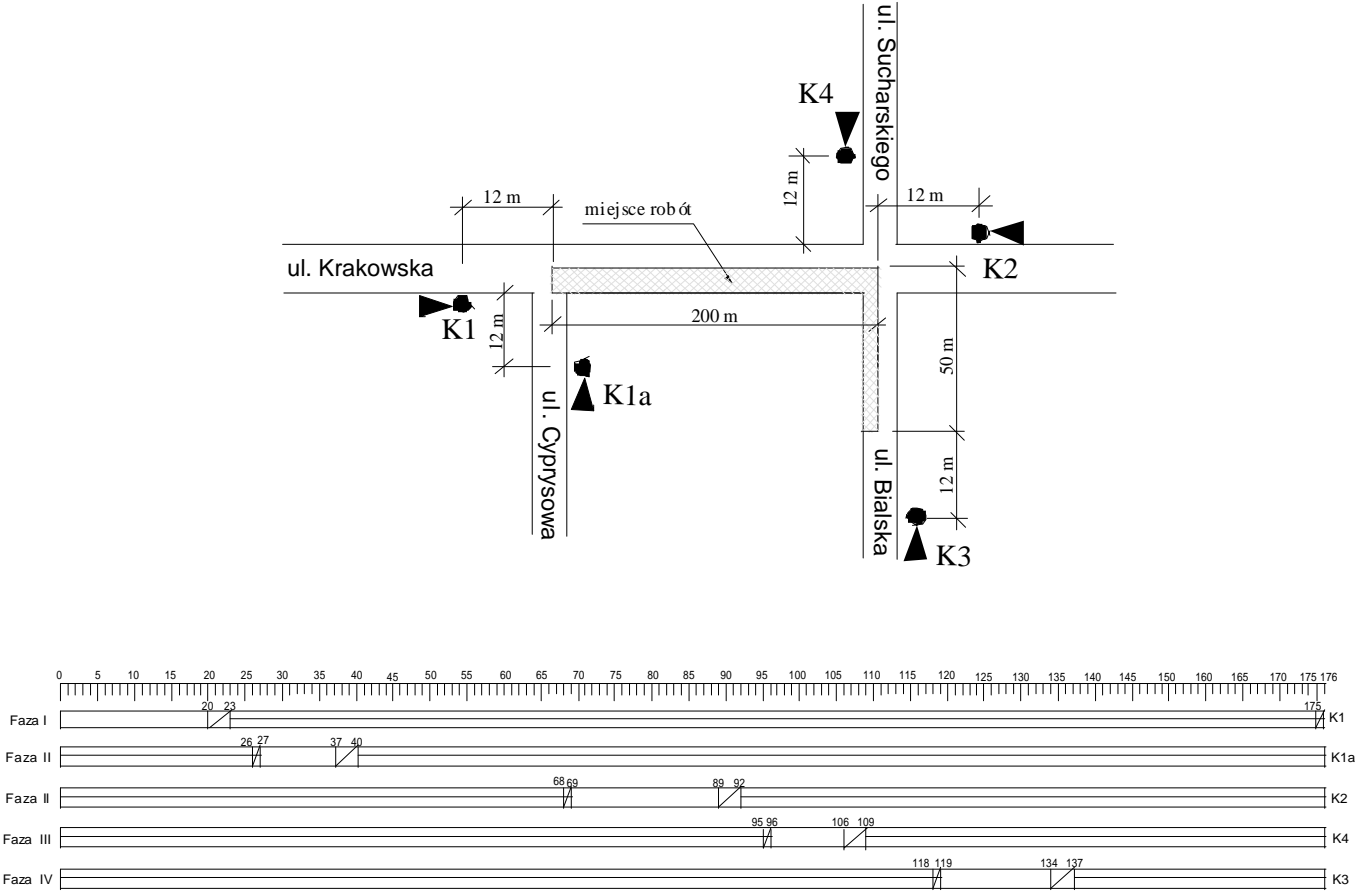 ul. Sucharskiego
K4
12 m
12 m
12 m
miejsce robót
ul. Krakowska
K2
K1
12 m
200 m
50 m
K1a
ul. Cyprysowa
ul. Bialska
12 m
K3
0 5 10 15 20 25 30 35 40 45 50 55 60 65 70 75 80 85 90 95 100 105 110 115 120 125 130 135 140 145 150 155 160 165 170 175 176
Faza I 20 23 175 K1
Faza II 26 27 37 40 K1a
Faza II 68 69 89 92 K2
Faza III 95 96 106 109 K4
Faza IV 118 119 134 137 K3